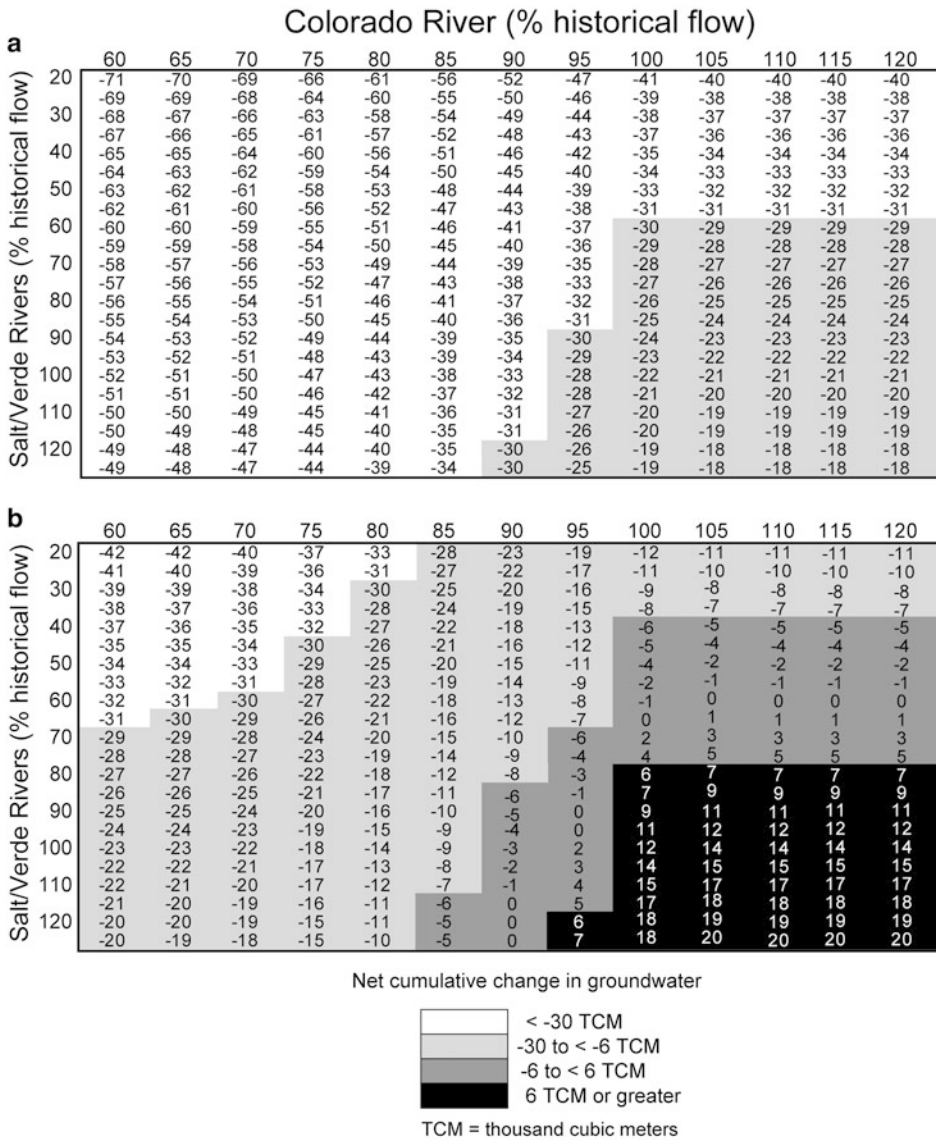 Colorado River (% historical flow)
a
60 65 70 75 80 85 90 95 100 105 110 115 120
Salt/Verde Rivers (% historical flow)
20 -71 -70 -69 -66 -61 -56 -52 -47 -41 -40 -40 -40 -40
-69 -69 -68 -64 -60 -55 -50 -46 -39 -38 -38 -38 -38
30 -68 -67 -66 -63 -58 -54 -49 -44 -38 -37 -37 -37 -37
-67 -66 -65 -61 -57 -52 -48 -43 -37 -36 -36 -36 -36
40 -65 -65 -64 -60 -56 -51 -46 -42 -35 -34 -34 -34 -34
-64 -63 -62 -59 -54 -50 -45 -40 -34 -33 -33 -33 -33
50 -63 -62 -61 -58 -53 -48 -44 -39 -33 -32 -32 -32 -32
-62 -61 -60 -56 -52 -47 -43 -38 -31 -31 -31 -31 -31
60 -60 -60 -59 -55 -51 -46 -41 -37 -30 -29 -29 -29 -29
-59 -59 -58 -54 -50 -45 -40 -36 -29 -28 -28 -28 -28
70 -58 -57 -56 -53 -49 -44 -39 -35 -28 -27 -27 -27 -27
-57 -56 -55 -52 -47 -43 -38 -33 -27 -26 -26 -26 -26
80 -56 -55 -54 -51 -46 -41 -37 -32 -26 -25 -25 -25 -25
-55 -54 -53 -50 -45 -40 -36 -31 -25 -24 -24 -24 -24
90 -54 -53 -52 -49 -44 -39 -35 -30 -24 -23 -23 -23 -23
-53 -52 -51 -48 -43 -39 -34 -29 -23 -22 -22 -22 -22
100 -52 -51 -50 -47 -43 -38 -33 -28 -22 -21 -21 -21 -21
-51 -51 -50 -46 -42 -37 -32 -28 -21 -20 -20 -20 -20
110 -50 -50 -49 -45 -41 -36 -31 -27 -20 -19 -19 -19 -19
-50 -49 -48 -45 -40 -35 -31 -26 -20 -19 -19 -19 -19
120 -49 -48 -47 -44 -40 -35 -30 -26 -19 -18 -18 -18 -18
-49 -48 -47 -44 -39 -34 -30 -25 -19 -18 -18 -18 -18
b
60 65 70 75 80 85 90 95 100 105 110 115 120
Salt/Verde Rivers (% historical flow)
20 -42 -42 -40 -37 -33 -28 -23 -19 -12 -11 -11 -11 -11
-41 -40 -39 -36 -31 -27 -22 -17 -11 -10 -10 -10 -10
30 -39 -39 -38 -34 -30 -25 -20 -16 -9 -8 -8 -8 -8
-38 -37 -36 -33 -28 -24 -19 -15 -8 -7 -7 -7 -7
40 -37 -36 -35 -32 -27 -22 -18 -13 -6 -5 -5 -5 -5
-35 -35 -34 -30 -26 -21 -16 -12 -5 -4 -4 -4 -4
50 -34 -34 -33 -29 -25 -20 -15 -11 -4 -2 -2 -2 -2
-33 -32 -31 -28 -23 -19 -14 -9 -2 -1 -1 -1 -1
60 -32 -31 -30 -27 -22 -18 -13 -8 -1 0 0 0 0
-31 -30 -29 -26 -21 -16 -12 -7 0 1 1 1 1
70 -29 -29 -28 -24 -20 -15 -10 -6 2 3 3 3 3
-28 -28 -27 -23 -19 -14 -9 -4 4 5 5 5 5
80 -27 -27 -26 -22 -18 -12 -8 -3 6 7 7 7 7
-26 -26 -25 -21 -17 -11 -6 -1 7 9 9 9 9
90 -25 -25 -24 -20 -16 -10 -5 0 9 11 11 11 11
-24 -24 -23 -19 -15 -9 -4 0 11 12 12 12 12
100 -23 -23 -22 -18 -14 -9 -3 2 12 14 14 14 14
-22 -22 -21 -17 -13 -8 -2 3 14 15 15 15 15
110 -22 -21 -20 -17 -12 -7 -1 4 15 17 17 17 17
-21 -20 -19 -16 -11 -6 0 5 17 18 18 18 18
120 -20 -20 -19 -15 -11 -5 0 6 18 19 19 19 19
-20 -19 -18 -15 -10 -5 0 7 18 20 20 20 20
Net cumulative change in groundwater
< -30 TCM
-30 to < -6 TCM
-6 to < 6 TCM
6 TCM or greater
TCM = thousand cubic meters